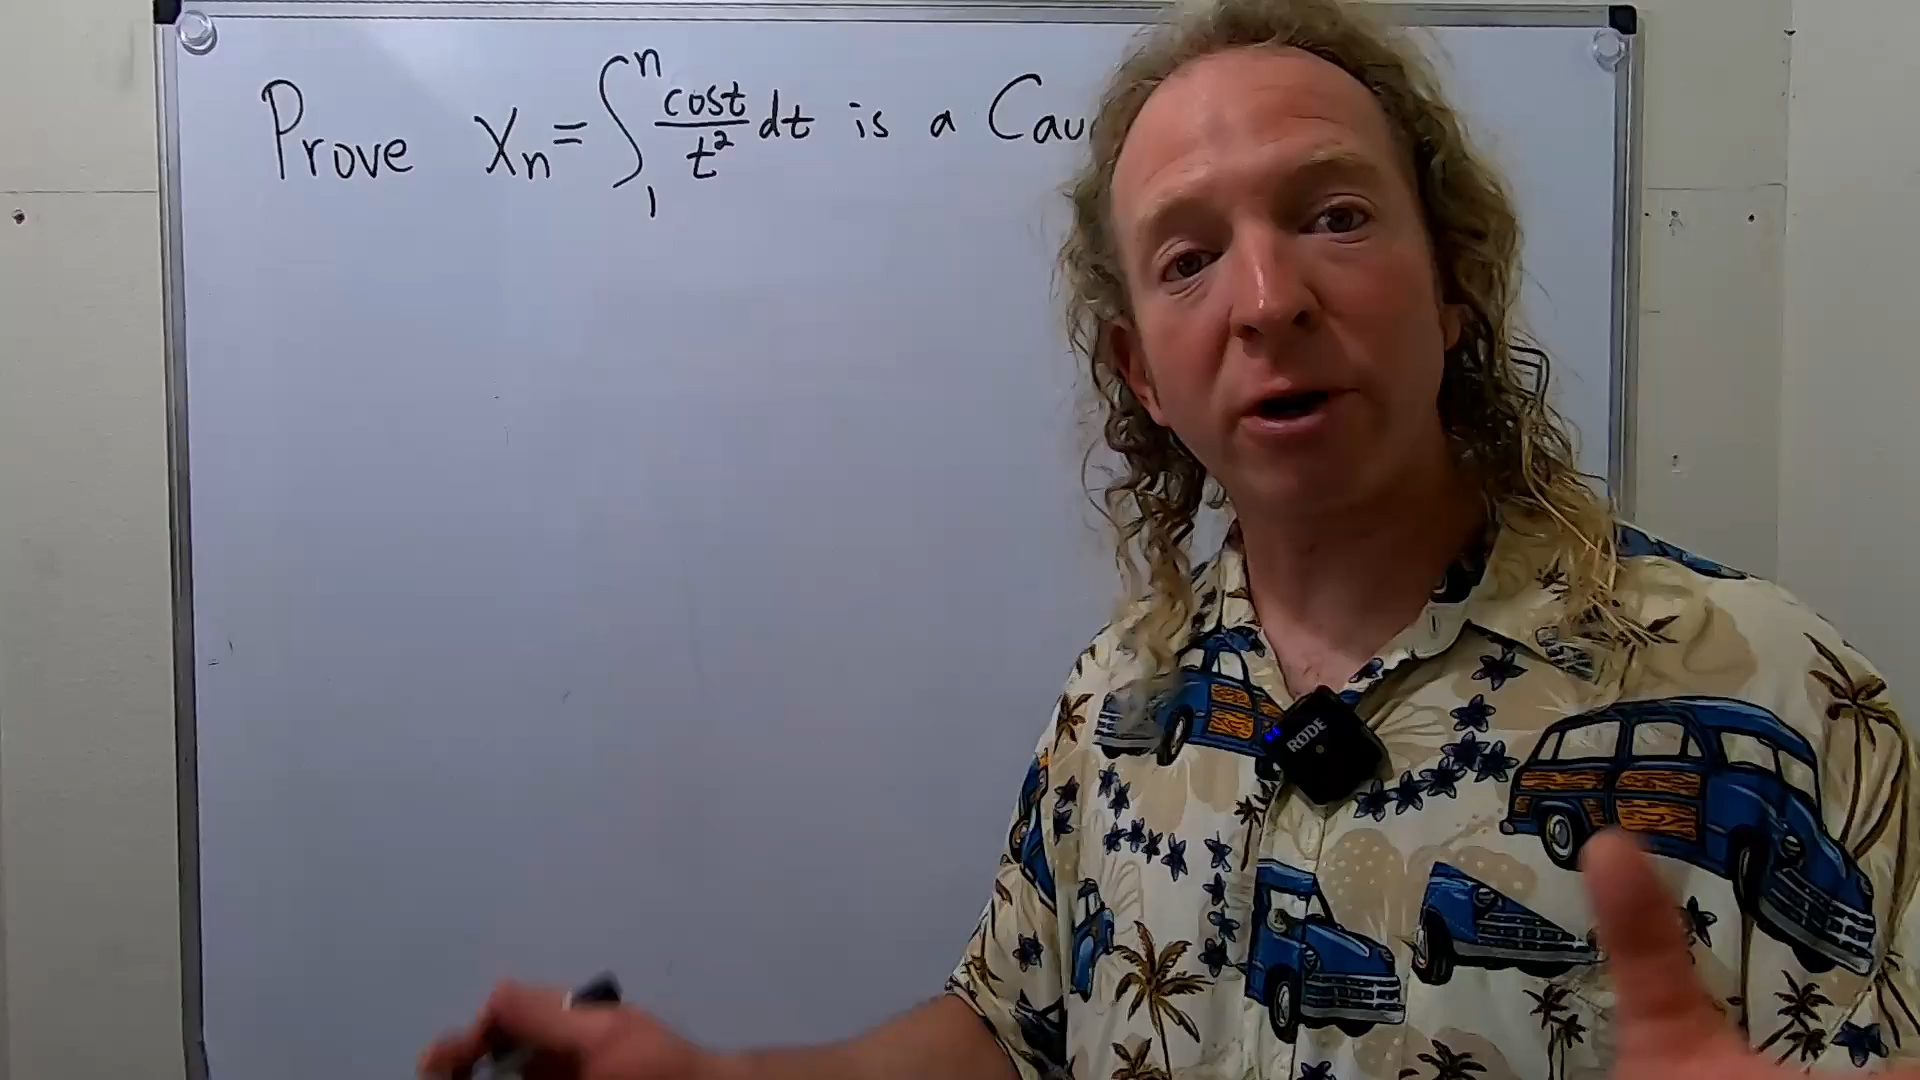 Prove Xn = ∫₁ⁿ cost/t² dt is a Cau
RØDE